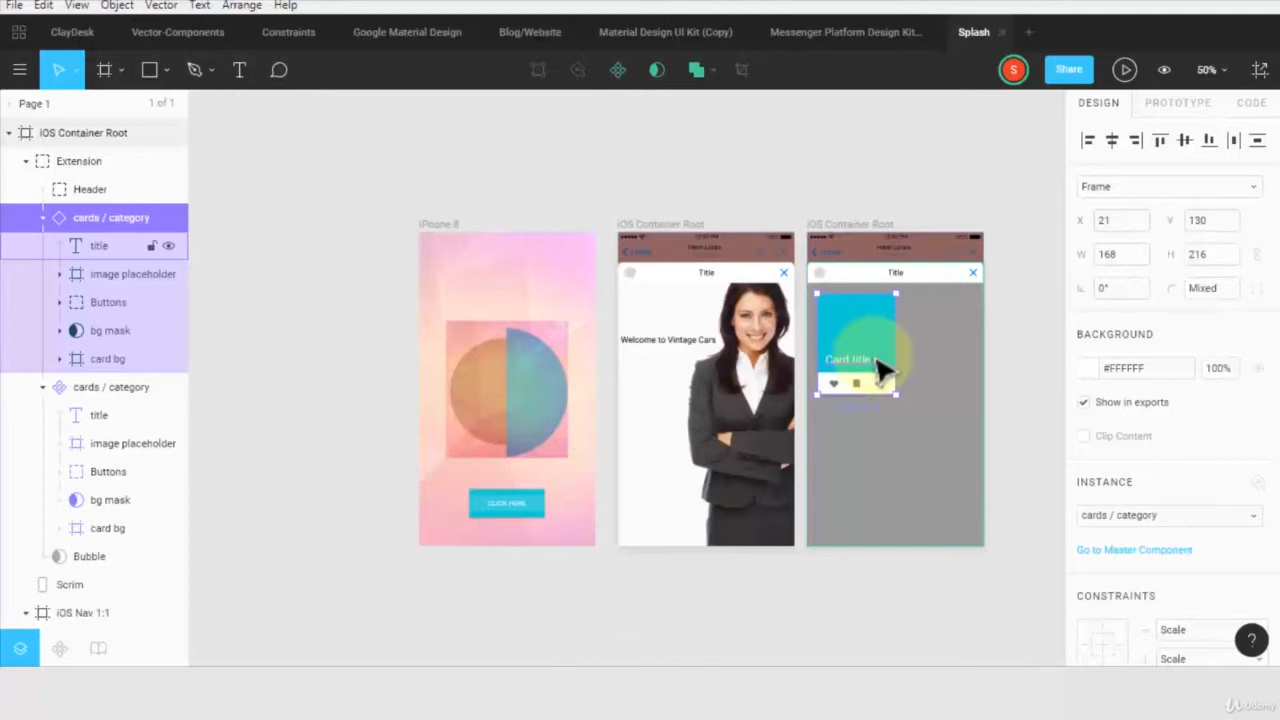 File Edit View Object Vector Text Arrange Help
ClayDesk Vector-Components Constraints Google Material Design Blog/Website Material Design UI Kit (Copy) Messenger Platform Design Kit... Splash
S Share 50%
Page 1 1 of 1 DESIGN PROTOTYPE CODE
iOS Container Root
Extension
Header Frame
cards / category X 21 Y 130
iPhone 8 iOS Container Root iOS Container Root
title W 168 H 216
Title Title
image placeholder 0° Mixed
Buttons
bg mask BACKGROUND
Welcome to Vintage Cars
card bg Card title #FFFFFF 100%
cards / category Show in exports
title Clip Content
image placeholder
Buttons INSTANCE
bg mask CLICK HERE cards / category
card bg
Bubble Go to Master Component
Scrim CONSTRAINTS
iOS Nav 1:1 Scale
? Scale
Udemy